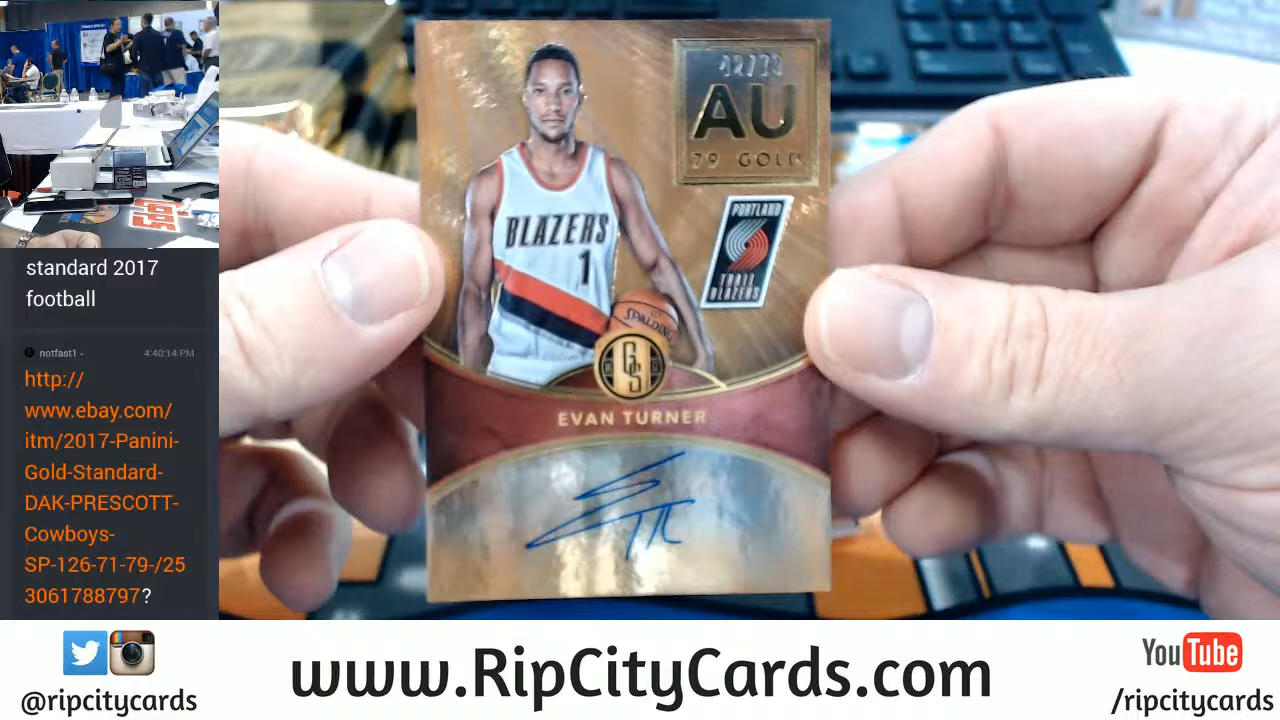 standard 2017
football
notfast1 -
4:40:14 PM
http://
www.ebay.com/
itm/2017-Panini-
Gold-Standard-
DAK-PRESCOTT-
Cowboys-
SP-126-71-79-/25
3061788797?
AU
79 GOLD
PORTLAND
TRAIL
BLAZERS
BLAZERS
1
SPALDING
GS
EVAN TURNER
@ripcitycards
www.RipCityCards.com
YouTube
/ripcitycards